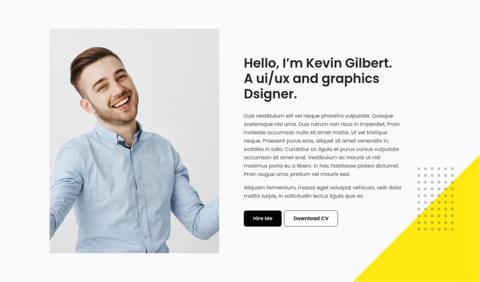 Hello, I’m Kevin Gilbert.
A ui/ux and graphics
Dsigner.
Duis vestibulum elit vel neque pharetra vulputate. Quisque
scelerisque nisl urna. Duis rutrum non risus in imperdiet. Proin
molestie accumsan nulla sit amet mattis. Ut vel tristique
neque. Praesent purus eros, aliquet sit amet venenatis in,
sodales in odio. Curabitur ac ligula et purus cursus vulputate
accumsan sit amet erat. Vestibulum ac mauris ut nisl
maximus porta eu a libero. In hac habitasse platea dictumst.
Proin augue urna, pretium vel mauris sed.
Aliquam fermentum, massa eget volutpat vehicula, velit dolor
mattis turpis, in sollicitudin lectus ligula quis ex.
Hire Me
Download CV